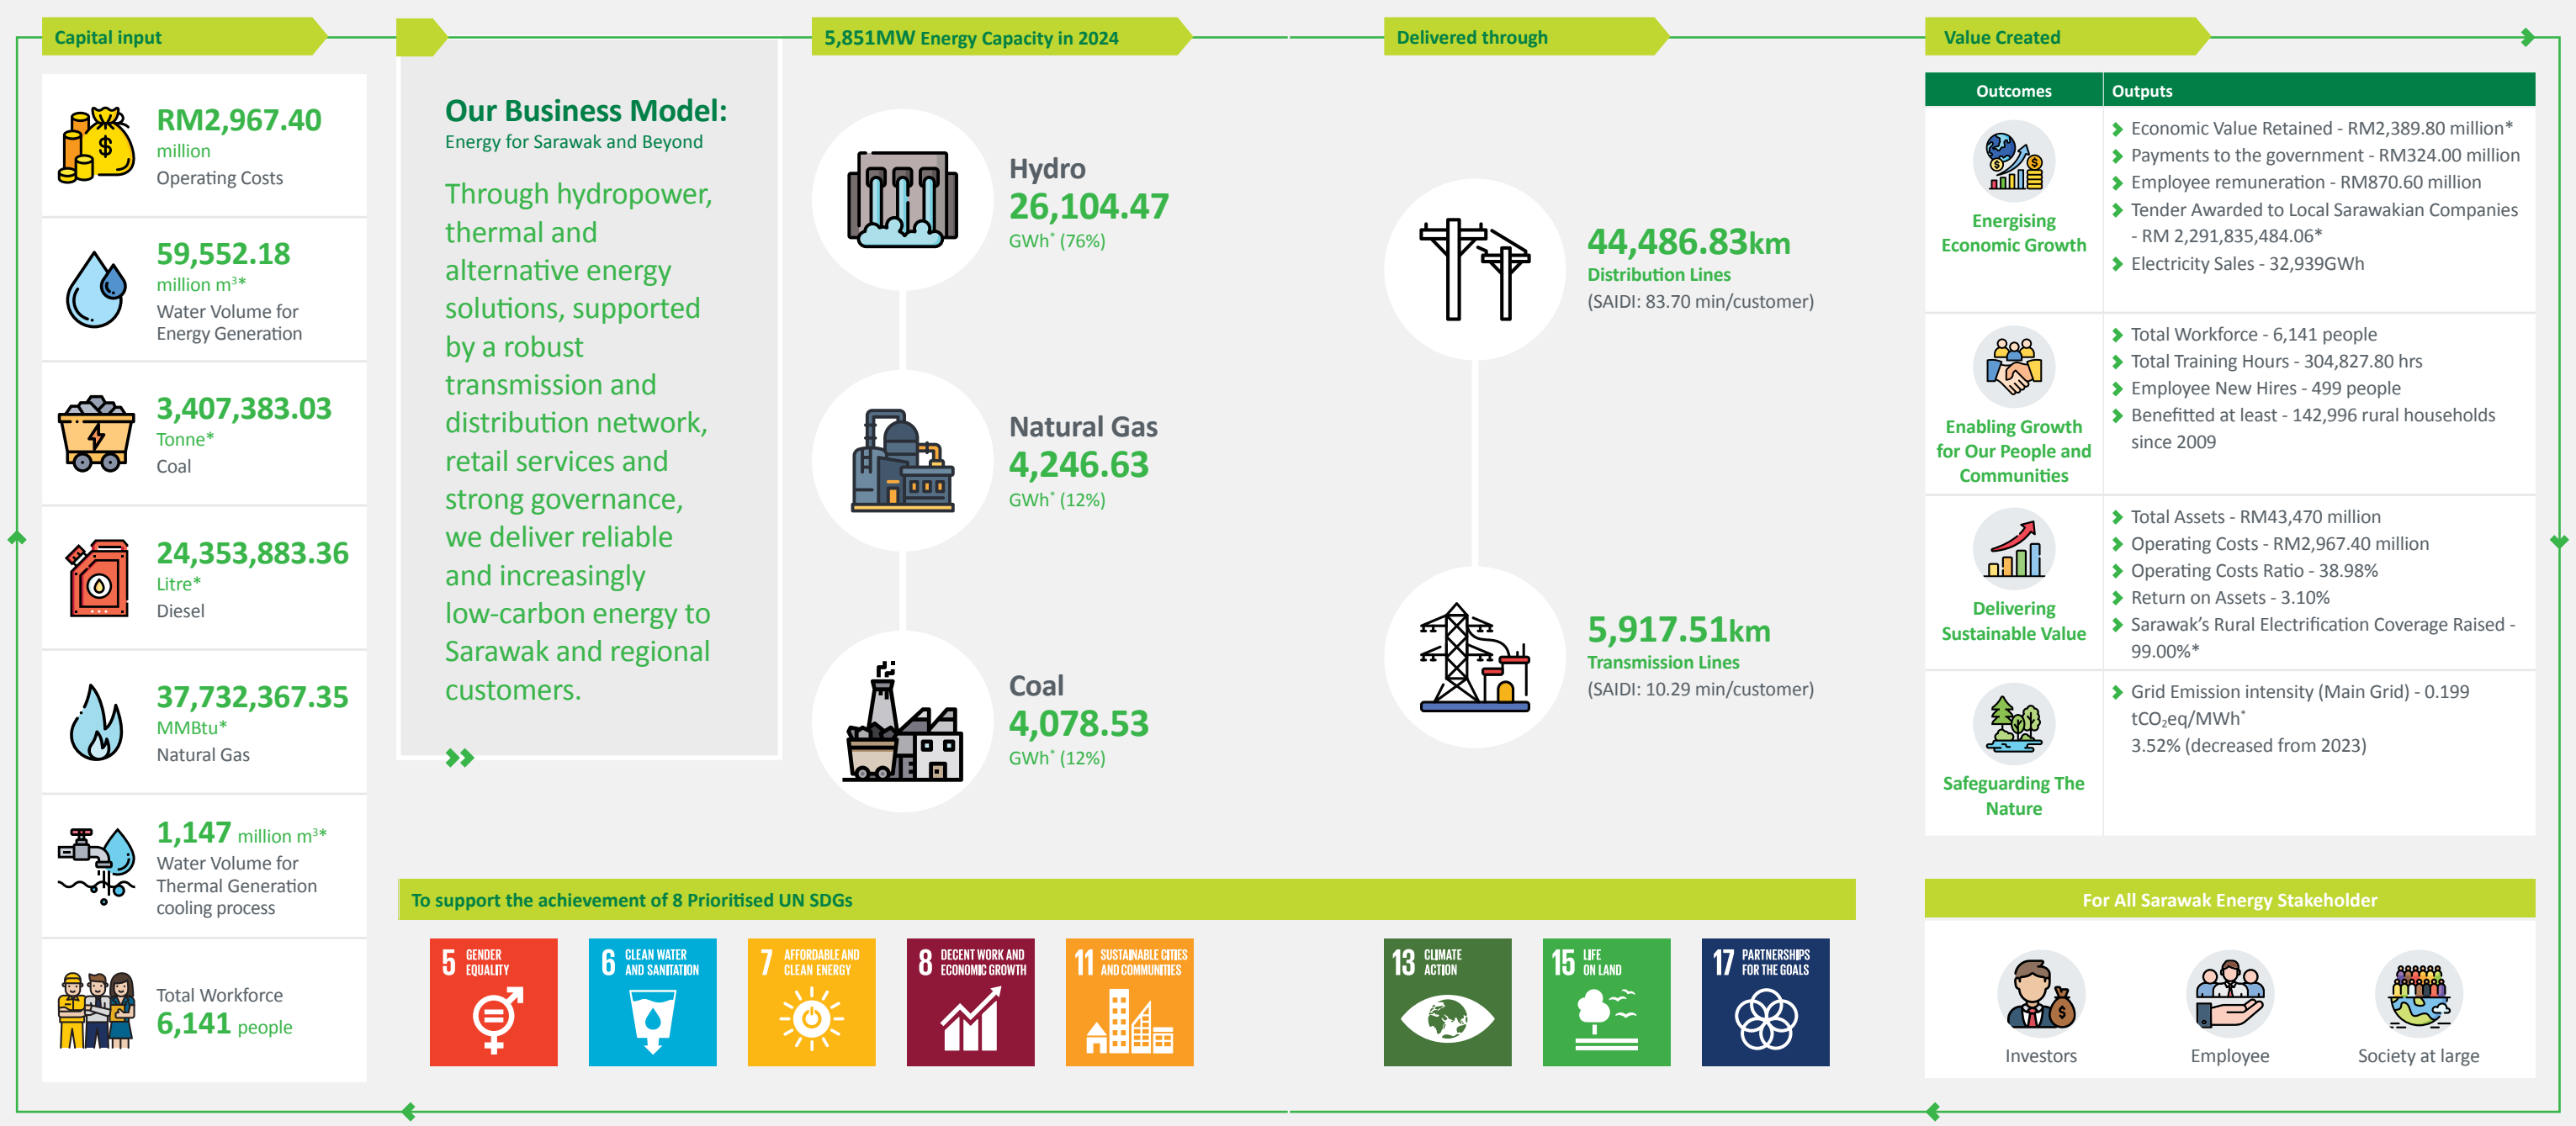 Capital input
RM2,967.40
million
Operating Costs
59,552.18
million m³*
Water Volume for
Energy Generation
3,407,383.03
Tonne*
Coal
24,353,883.36
Litre*
Diesel
37,732,367.35
MMBtu*
Natural Gas
1,147 million m³*
Water Volume for
Thermal Generation
cooling process
Total Workforce
6,141 people
Our Business Model:
Energy for Sarawak and Beyond
Through hydropower,
thermal and
alternative energy
solutions, supported
by a robust
transmission and
distribution network,
retail services and
strong governance,
we deliver reliable
and increasingly
low-carbon energy to
Sarawak and regional
customers.
5,851MW Energy Capacity in 2024
Hydro
26,104.47
GWh* (76%)
Natural Gas
4,246.63
GWh* (12%)
Coal
4,078.53
GWh* (12%)
Delivered through
44,486.83km
Distribution Lines
(SAIDI: 83.70 min/customer)
5,917.51km
Transmission Lines
(SAIDI: 10.29 min/customer)
To support the achievement of 8 Prioritised UN SDGs
5 GENDER
EQUALITY
6 CLEAN WATER
AND SANITATION
7 AFFORDABLE AND
CLEAN ENERGY
8 DECENT WORK AND
ECONOMIC GROWTH
11 SUSTAINABLE CITIES
AND COMMUNITIES
13 CLIMATE
ACTION
15 LIFE
ON LAND
17 PARTNERSHIPS
FOR THE GOALS
Value Created
Outcomes Outputs
Energising
Economic Growth
Economic Value Retained - RM2,389.80 million*
Payments to the government - RM324.00 million
Employee remuneration - RM870.60 million
Tender Awarded to Local Sarawakian Companies
- RM 2,291,835,484.06*
Electricity Sales - 32,939GWh
Enabling Growth
for Our People and
Communities
Total Workforce - 6,141 people
Total Training Hours - 304,827.80 hrs
Employee New Hires - 499 people
Benefitted at least - 142,996 rural households
since 2009
Delivering
Sustainable Value
Total Assets - RM43,470 million
Operating Costs - RM2,967.40 million
Operating Costs Ratio - 38.98%
Return on Assets - 3.10%
Sarawak's Rural Electrification Coverage Raised -
99.00%*
Safeguarding The
Nature
Grid Emission intensity (Main Grid) - 0.199
tCO₂eq/MWh*
3.52% (decreased from 2023)
For All Sarawak Energy Stakeholder
Investors
Employee
Society at large